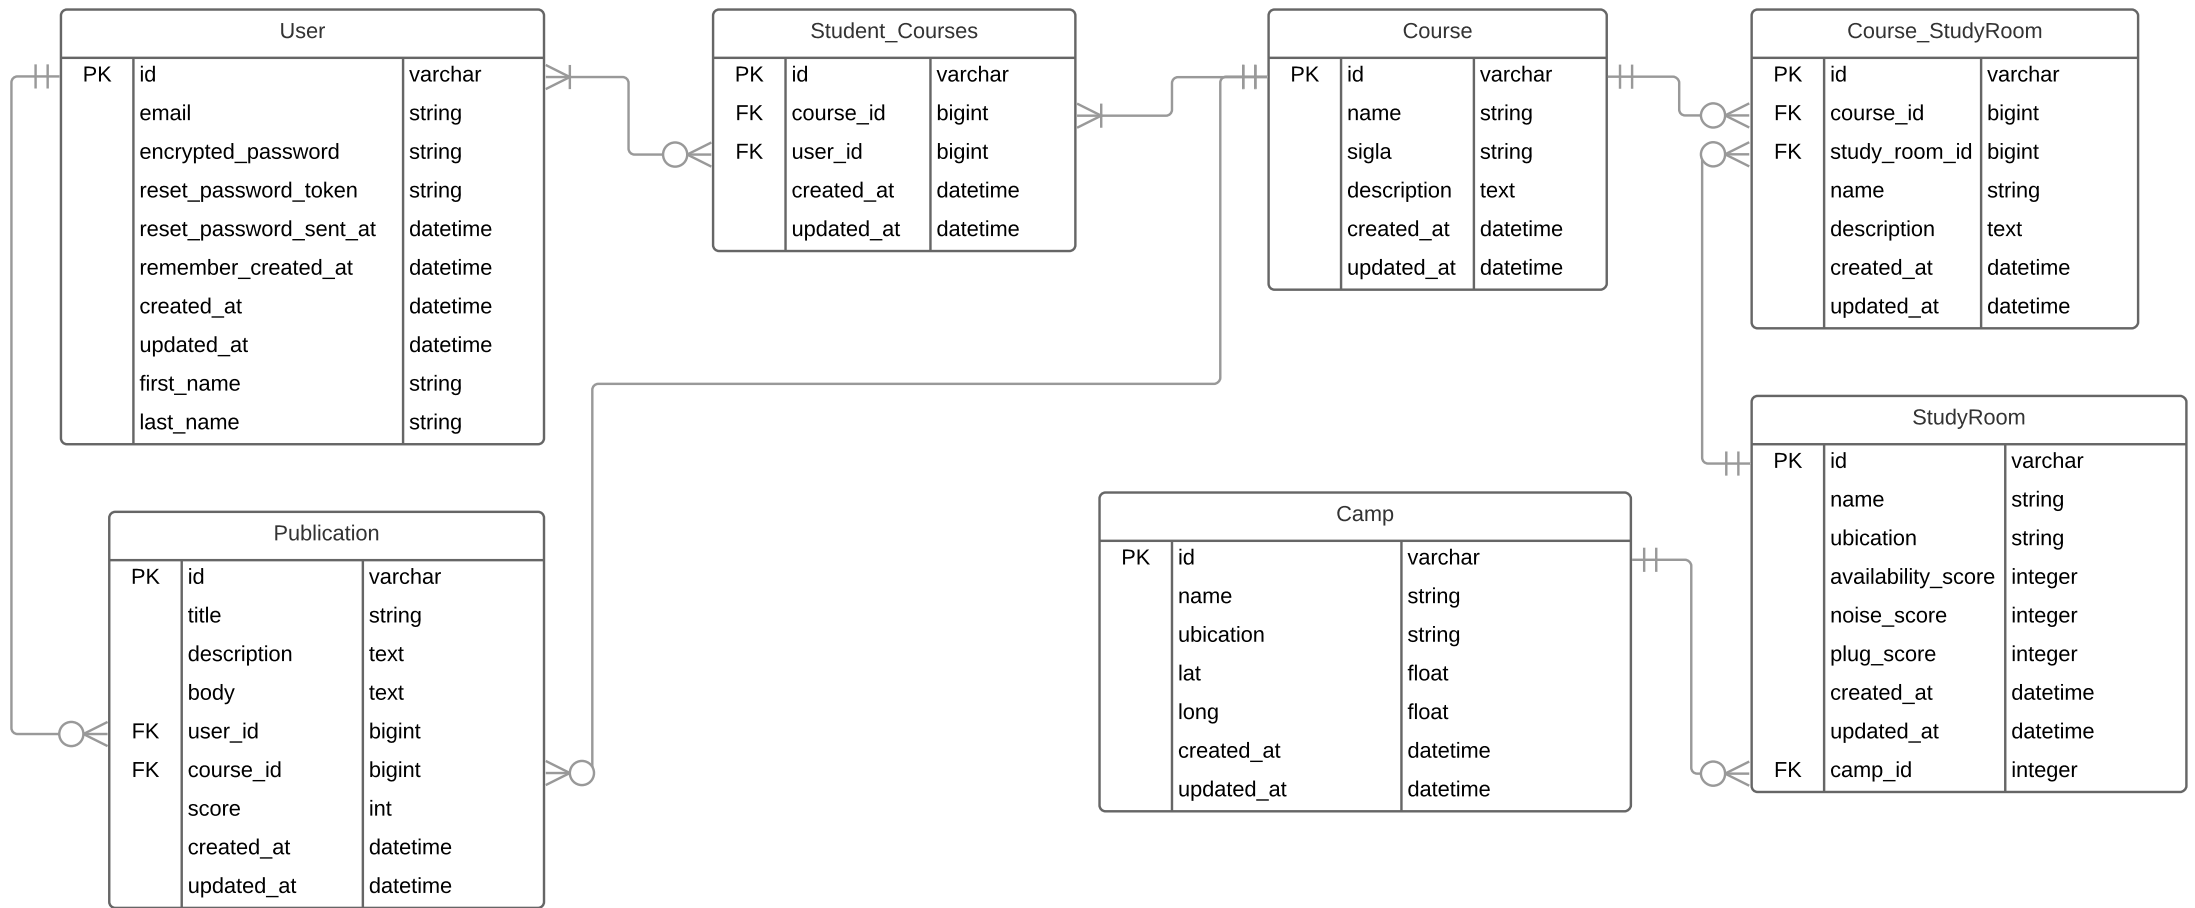 User
PK id varchar
email string
encrypted_password string
reset_password_token string
reset_password_sent_at datetime
remember_created_at datetime
created_at datetime
updated_at datetime
first_name string
last_name string
Student_Courses
PK id varchar
FK course_id bigint
FK user_id bigint
created_at datetime
updated_at datetime
Course
PK id varchar
name string
sigla string
description text
created_at datetime
updated_at datetime
Course_StudyRoom
PK id varchar
FK course_id bigint
FK study_room_id bigint
name string
description text
created_at datetime
updated_at datetime
Publication
PK id varchar
title string
description text
body text
FK user_id bigint
FK course_id bigint
score int
created_at datetime
updated_at datetime
Camp
PK id varchar
name string
ubication string
lat float
long float
created_at datetime
updated_at datetime
StudyRoom
PK id varchar
name string
ubication string
availability_score integer
noise_score integer
plug_score integer
created_at datetime
updated_at datetime
FK camp_id integer